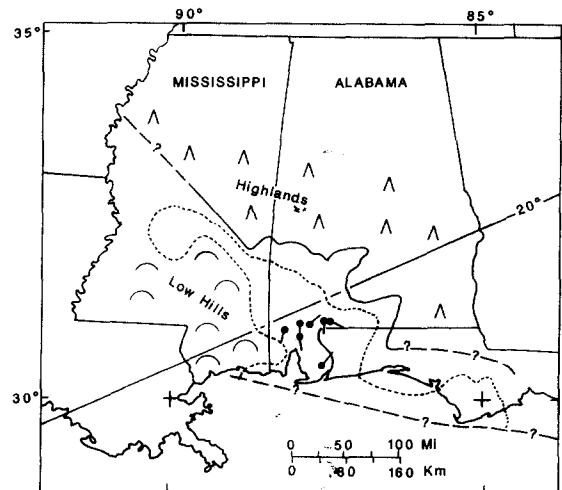 90°
85°
35°
MISSISSIPPI
ALABAMA
?
Highlands
20°
Low Hills
?
?
30°
?
?
?
0 50 100 Mi
0 80 160 Km